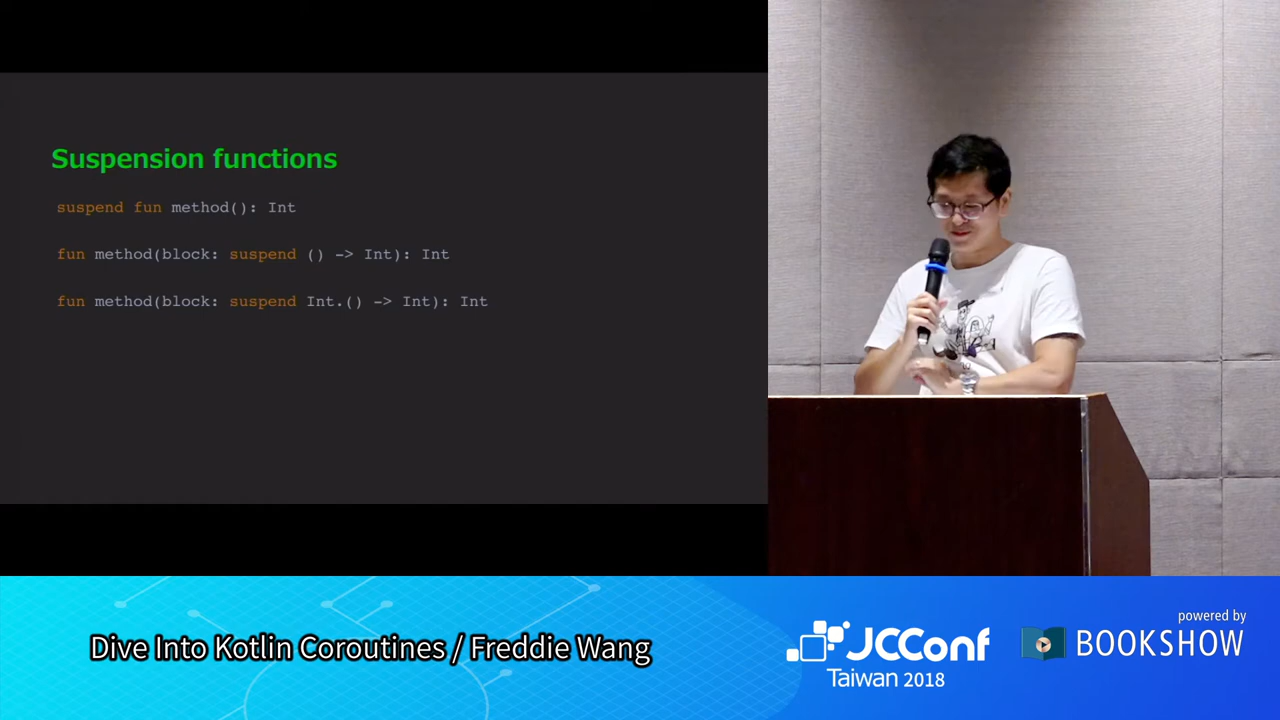 Suspension functions
suspend fun method(): Int
fun method(block: suspend () -> Int): Int
fun method(block: suspend Int.() -> Int): Int
Dive Into Kotlin Coroutines / Freddie Wang
JCConf
Taiwan 2018
powered by
BOOKSHOW